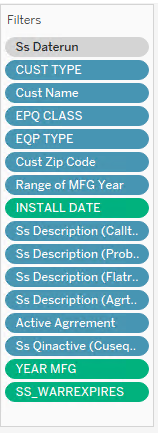 Filters
Ss Daterun
CUST TYPE
Cust Name
EPQ CLASS
EQP TYPE
Cust Zip Code
Range of MFG Year
INSTALL DATE
Ss Description (Callt..
Ss Description (Prob..
Ss Description (Flatr..
Ss Description (Agrt..
Active Agrrement
Ss Qinactive (Cuseq..
YEAR MFG
SS_WARREXPIRES